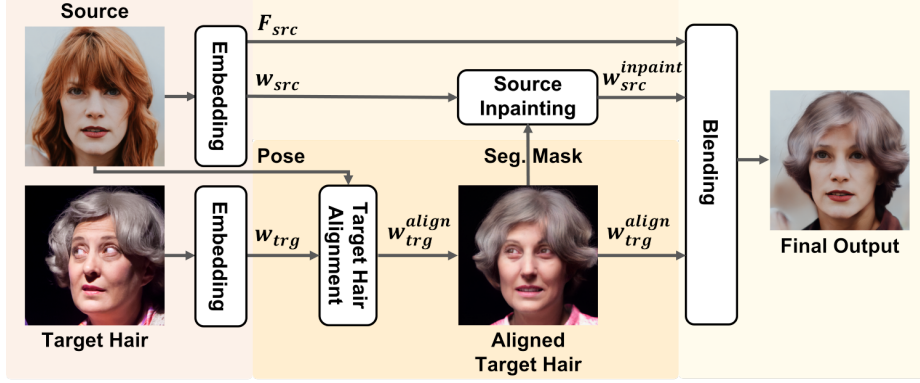 Source
Embedding
F_src
w_src
Source
Inpainting
w_src^inpaint
Blending
Pose
Seg. Mask
Embedding
w_trg
Target Hair
Alignment
w_trg^align
w_trg^align
Final Output
Target Hair
Aligned
Target Hair